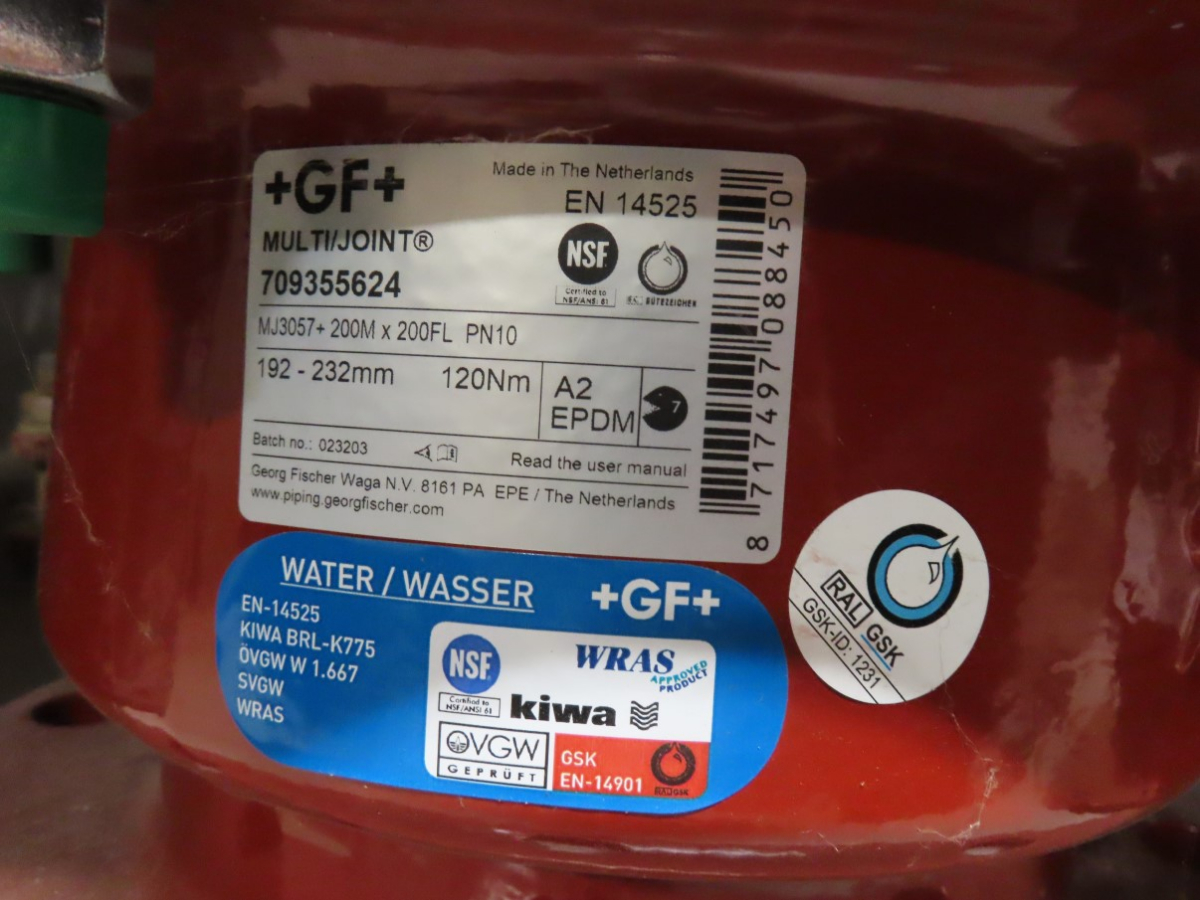 +GF+
Made in The Netherlands
EN 14525
MULTI/JOINT®
709355624
NSF
Certified to
NSF/ANSI 61
GÜTEZEICHEN
MJ3057+ 200M x 200FL PN10
192 - 232mm 120Nm
A2
EPDM
7
Batch no.: 023203
Read the user manual
Georg Fischer Waga N.V. 8161 PA EPE / The Netherlands
www.piping.georgfischer.com
8 717497 088450
WATER / WASSER
+GF+
EN-14525
KIWA BRL-K775
ÖVGW W 1.667
SVGW
WRAS
NSF
Certified to
NSF/ANSI 61
WRAS
APPROVED
PRODUCT
kiwa
ÖVGW
GEPRÜFT
GSK
EN-14901
RAL GSK
GSK-ID: 1231